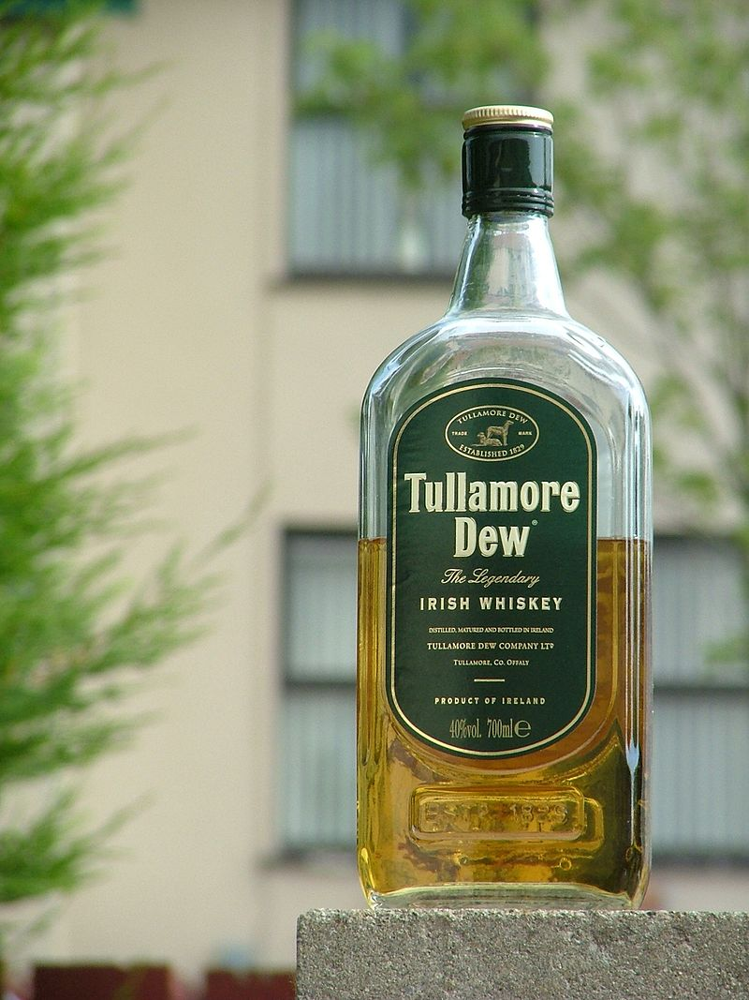 TULLAMORE DEW
TRADE MARK
ESTABLISHED 1829
Tullamore
Dew®
The Legendary
IRISH WHISKEY
DISTILLED, MATURED AND BOTTLED IN IRELAND
TULLAMORE DEW COMPANY LTD
TULLAMORE, CO. OFFALY
PRODUCT OF IRELAND
40%vol. 700ml ℮
ESTD 1829